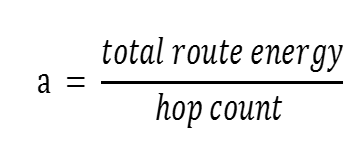 a = total route energy / hop count